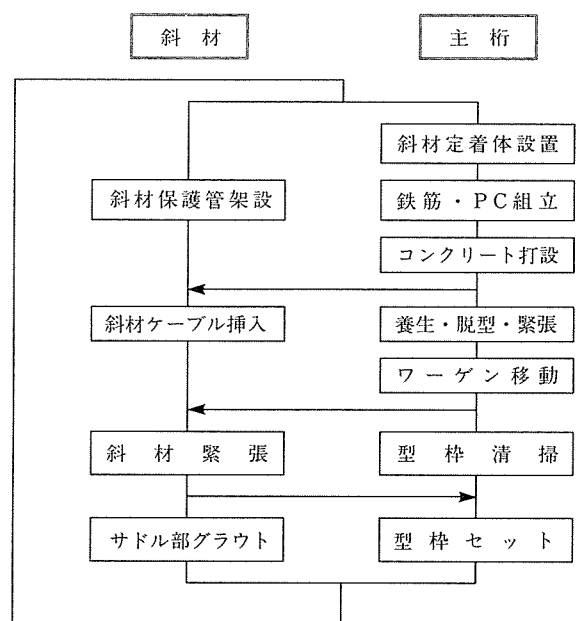 斜材
主桁
斜材定着体設置
斜材保護管架設
鉄筋・PC組立
コンクリート打設
斜材ケーブル挿入
養生・脱型・緊張
ワーゲン移動
斜材緊張
型枠清掃
サドル部グラウト
型枠セット